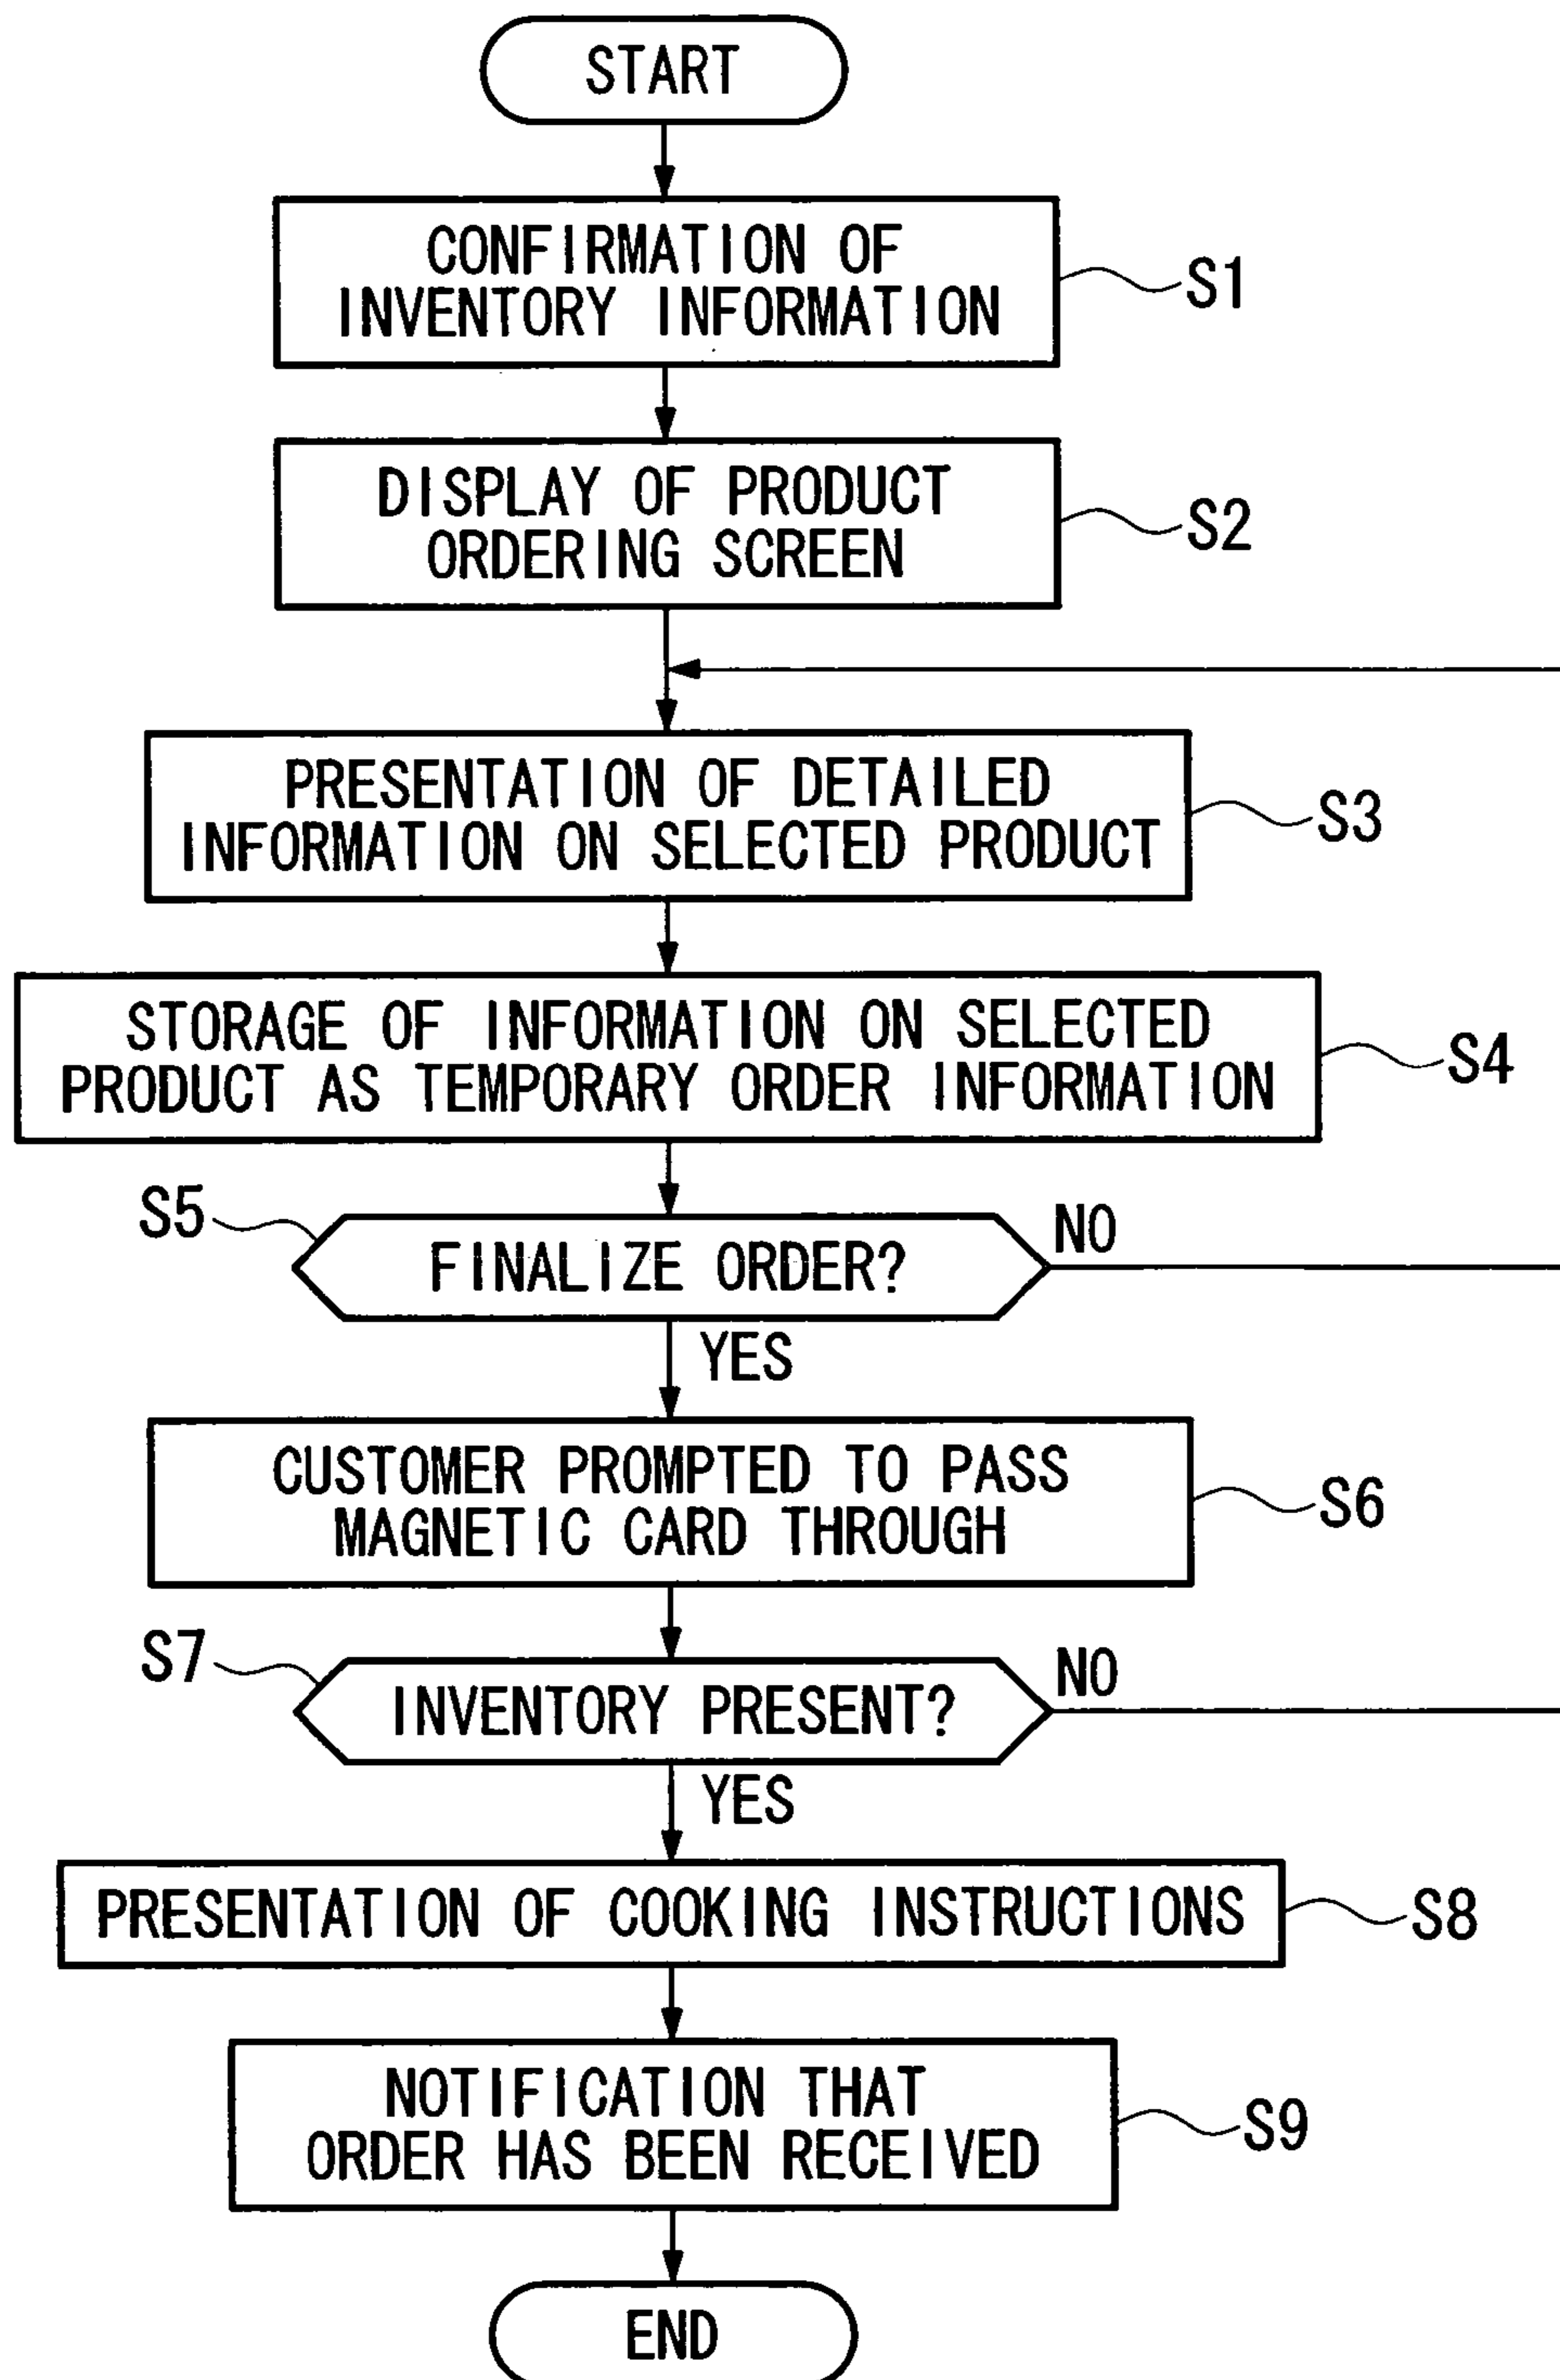 START
CONFIRMATION OF
INVENTORY INFORMATION
S1
DISPLAY OF PRODUCT
ORDERING SCREEN
S2
PRESENTATION OF DETAILED
INFORMATION ON SELECTED PRODUCT
S3
STORAGE OF INFORMATION ON SELECTED
PRODUCT AS TEMPORARY ORDER INFORMATION
S4
S5
FINALIZE ORDER?
NO
YES
CUSTOMER PROMPTED TO PASS
MAGNETIC CARD THROUGH
S6
S7
INVENTORY PRESENT?
NO
YES
PRESENTATION OF COOKING INSTRUCTIONS
S8
NOTIFICATION THAT
ORDER HAS BEEN RECEIVED
S9
END